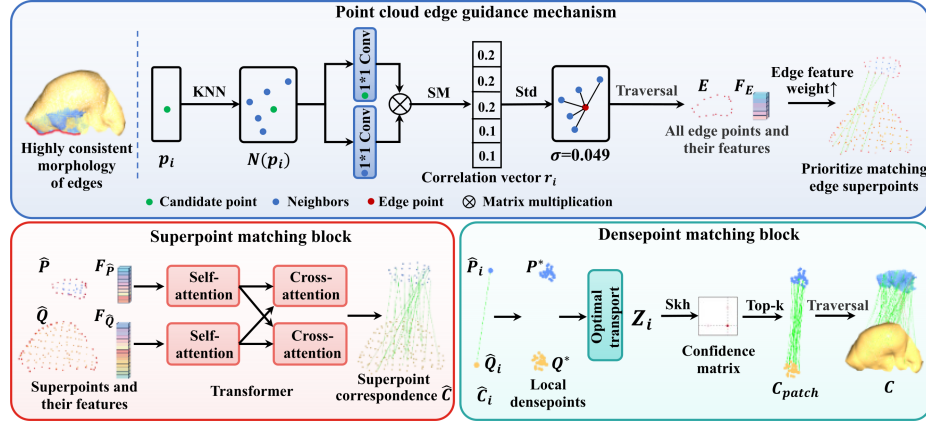 Point cloud edge guidance mechanism
Highly consistent
morphology
of edges
p_i
KNN
N(p_i)
1*1 Conv
1*1 Conv
SM
0.2
0.2
0.2
0.1
0.1
Correlation vector r_i
Std
σ=0.049
Traversal
E
F_E
All edge points and
their features
Edge feature
weight↑
Prioritize matching
edge superpoints
Candidate point
Neighbors
Edge point
Matrix multiplication
Superpoint matching block
P̂
F_P̂
Q̂
F_Q̂
Superpoints and
their features
Self-
attention
Cross-
attention
Self-
attention
Cross-
attention
Transformer
Superpoint
correspondence Ĉ
Densepoint matching block
P̂_i
Q̂_i
Ĉ_i
P*
Q*
Local
densepoints
Optimal
transport
Z_i
Skh
Confidence
matrix
Top-k
C_patch
Traversal
C